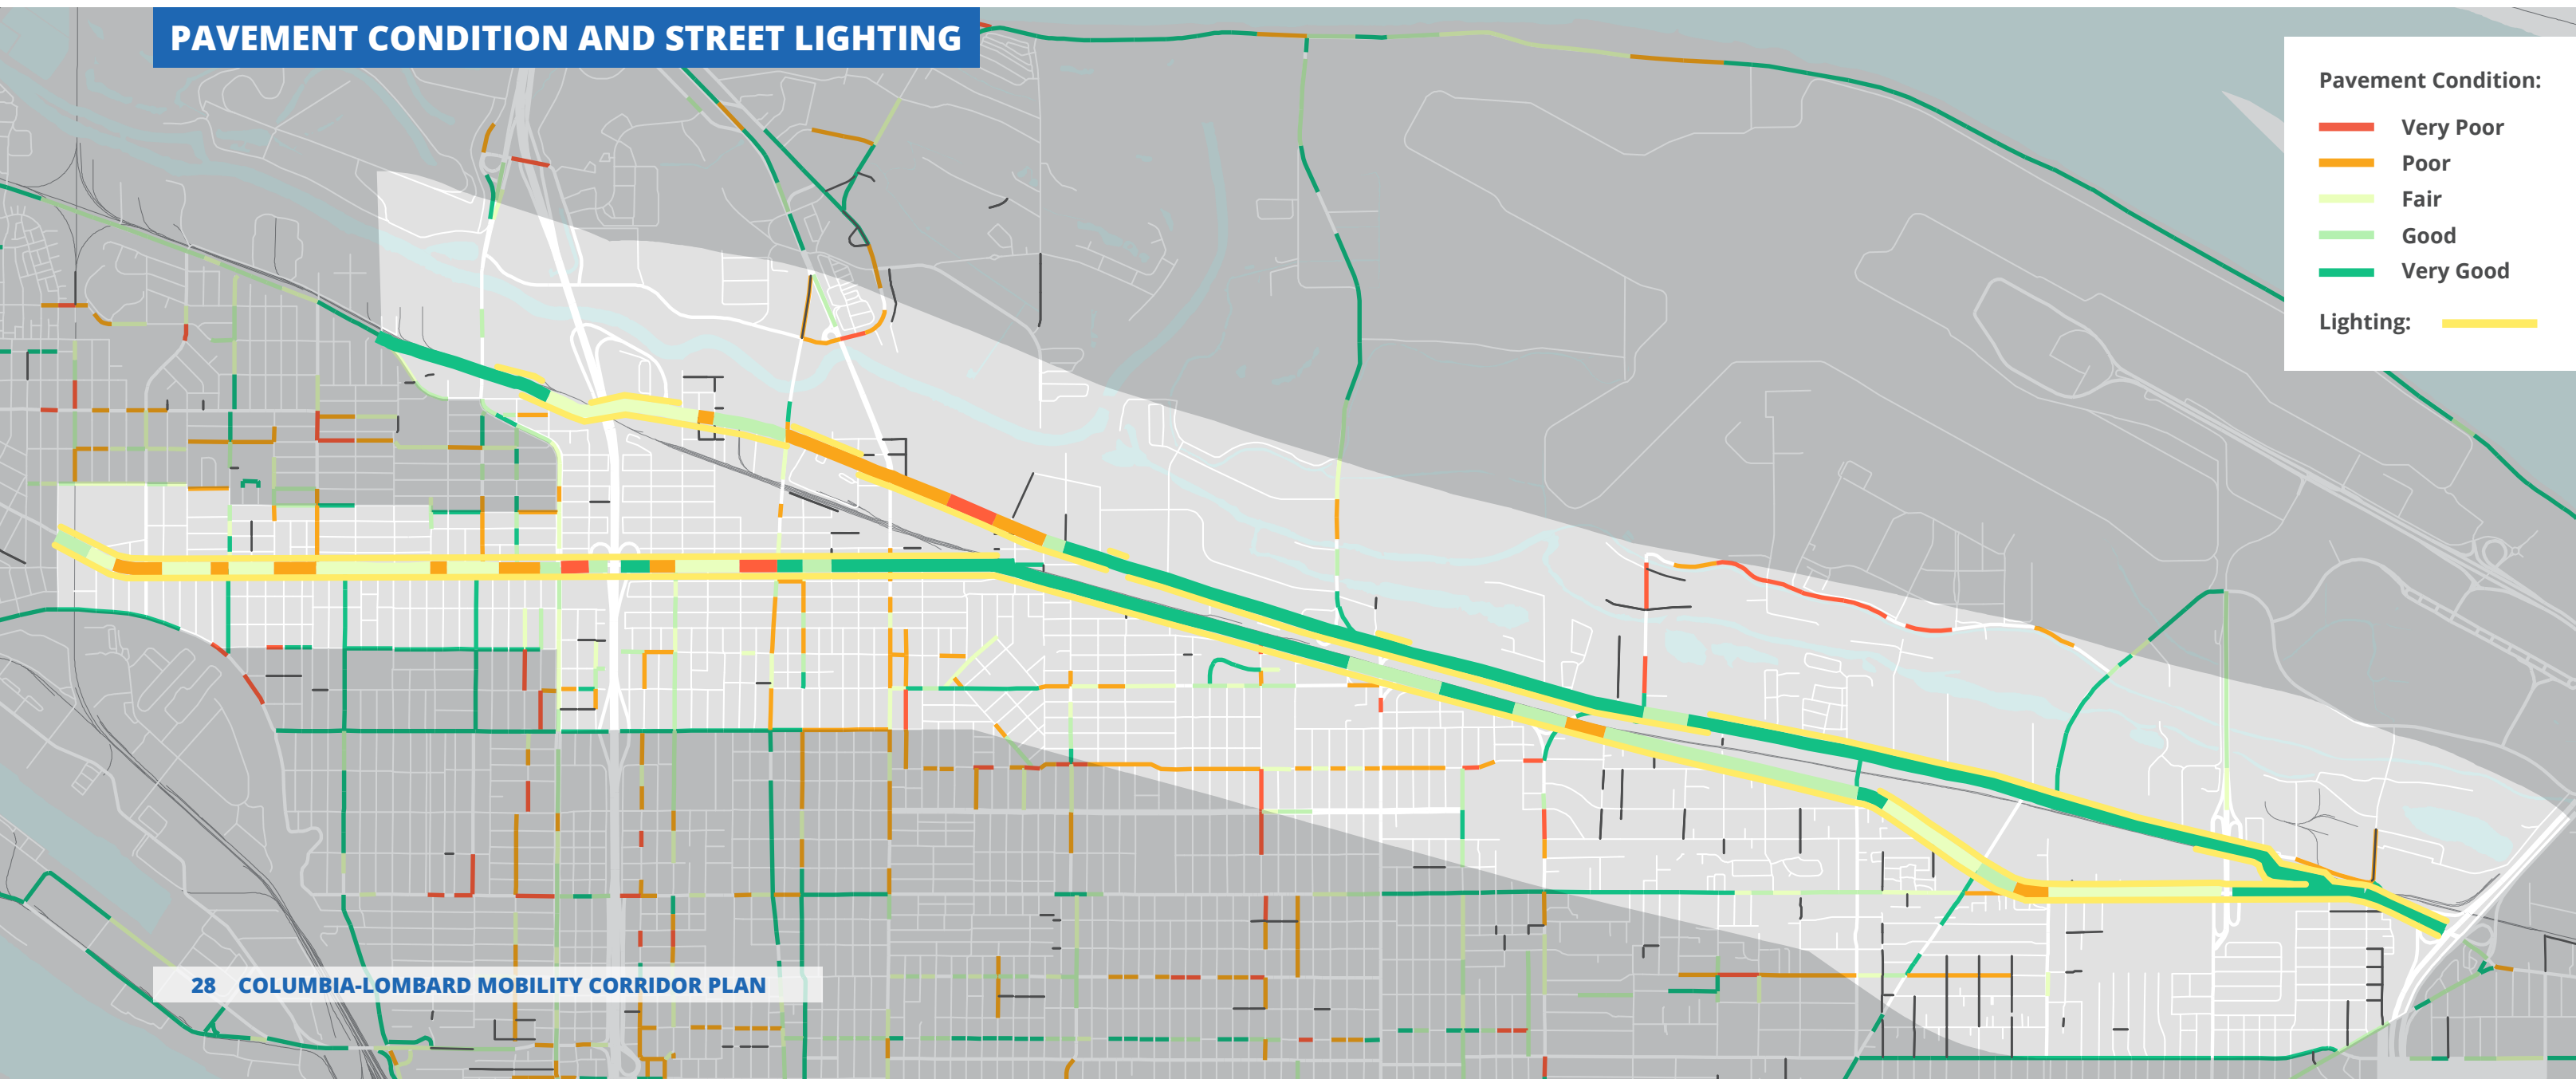 PAVEMENT CONDITION AND STREET LIGHTING
Pavement Condition:
Very Poor
Poor
Fair
Good
Very Good
Lighting:
28 COLUMBIA-LOMBARD MOBILITY CORRIDOR PLAN